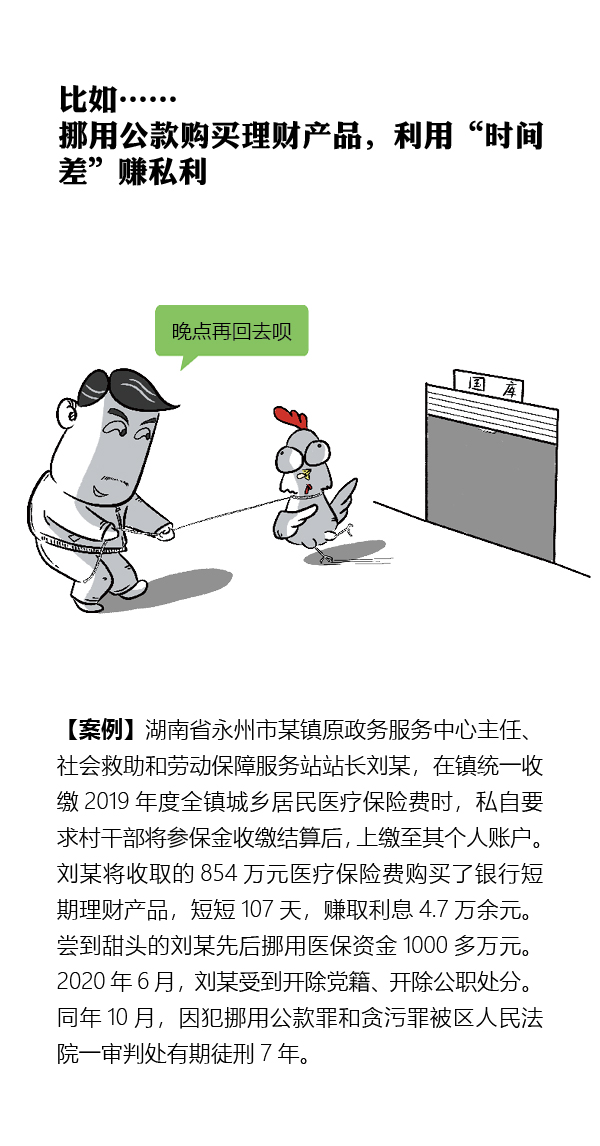 比如……
挪用公款购买理财产品，利用“时间
差”赚私利
晚点再回去呗
国库
【案例】湖南省永州市某镇原政务服务中心主任、
社会救助和劳动保障服务站站长刘某，在镇统一收
缴 2019 年度全镇城乡居民医疗保险费时，私自要
求村干部将参保金收缴结算后，上缴至其个人账户。
刘某将收取的 854 万元医疗保险费购买了银行短
期理财产品，短短 107 天，赚取利息 4.7 万余元。
尝到甜头的刘某先后挪用医保资金 1000 多万元。
2020 年 6 月，刘某受到开除党籍、开除公职处分。
同年 10 月，因犯挪用公款罪和贪污罪被区人民法
院一审判处有期徒刑 7 年。